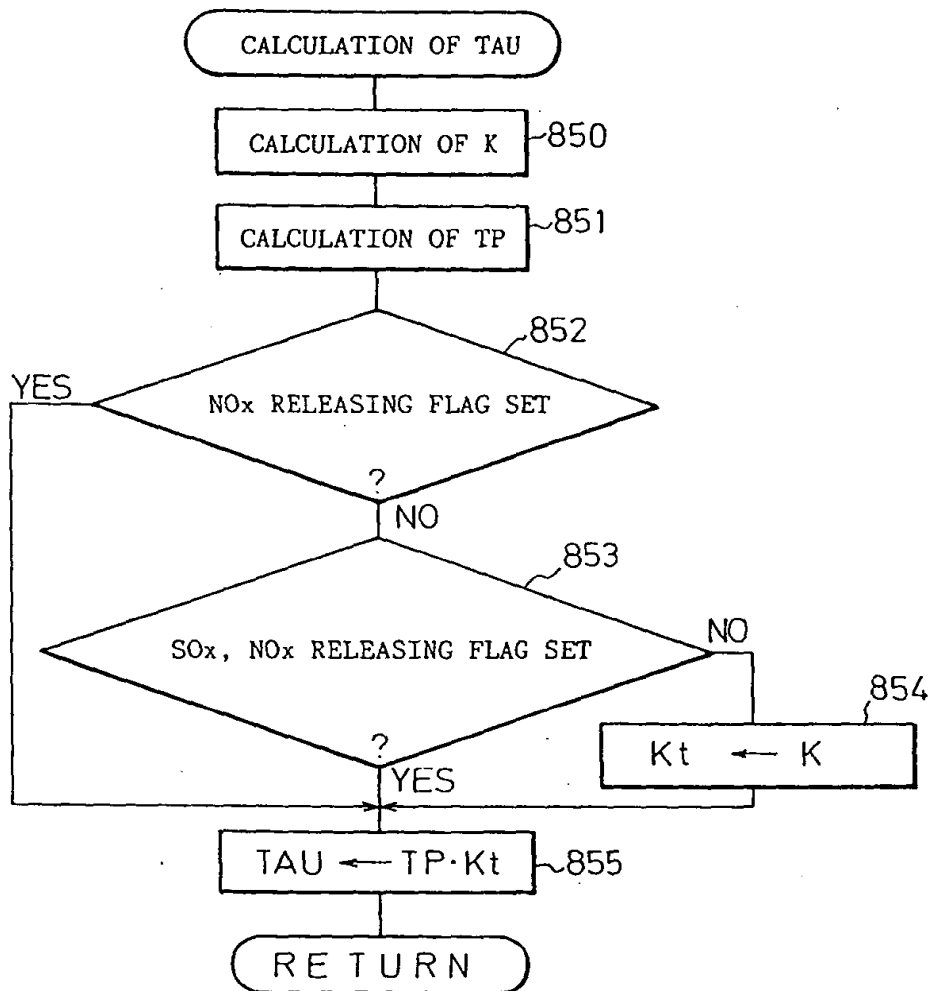 CALCULATION OF TAU
CALCULATION OF K
850
CALCULATION OF TP
851
852
YES
NOx RELEASING FLAG SET
?
NO
853
SOx, NOx RELEASING FLAG SET
NO
854
Kt ← K
?
YES
TAU ← TP·Kt
855
RETURN